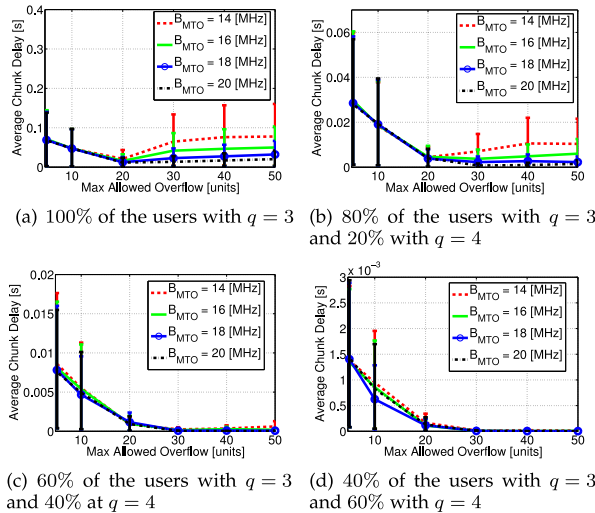 0.4
0.3
0.2
0.1
0
10 20 30 40 50
Average Chunk Delay [s]
Max Allowed Overflow [units]
B_MTO = 14 [MHz]
B_MTO = 16 [MHz]
B_MTO = 18 [MHz]
B_MTO = 20 [MHz]
(a) 100% of the users with q = 3
0.08
0.06
0.04
0.02
0
10 20 30 40 50
Average Chunk Delay [s]
Max Allowed Overflow [units]
B_MTO = 14 [MHz]
B_MTO = 16 [MHz]
B_MTO = 18 [MHz]
B_MTO = 20 [MHz]
(b) 80% of the users with q = 3
and 20% with q = 4
0.02
0.015
0.01
0.005
0
10 20 30 40 50
Average Chunk Delay [s]
Max Allowed Overflow [units]
B_MTO = 14 [MHz]
B_MTO = 16 [MHz]
B_MTO = 18 [MHz]
B_MTO = 20 [MHz]
(c) 60% of the users with q = 3
and 40% at q = 4
x 10⁻³
3
2.5
2
1.5
1
0.5
0
10 20 30 40 50
Average Chunk Delay [s]
Max Allowed Overflow [units]
B_MTO = 14 [MHz]
B_MTO = 16 [MHz]
B_MTO = 18 [MHz]
B_MTO = 20 [MHz]
(d) 40% of the users with q = 3
and 60% with q = 4